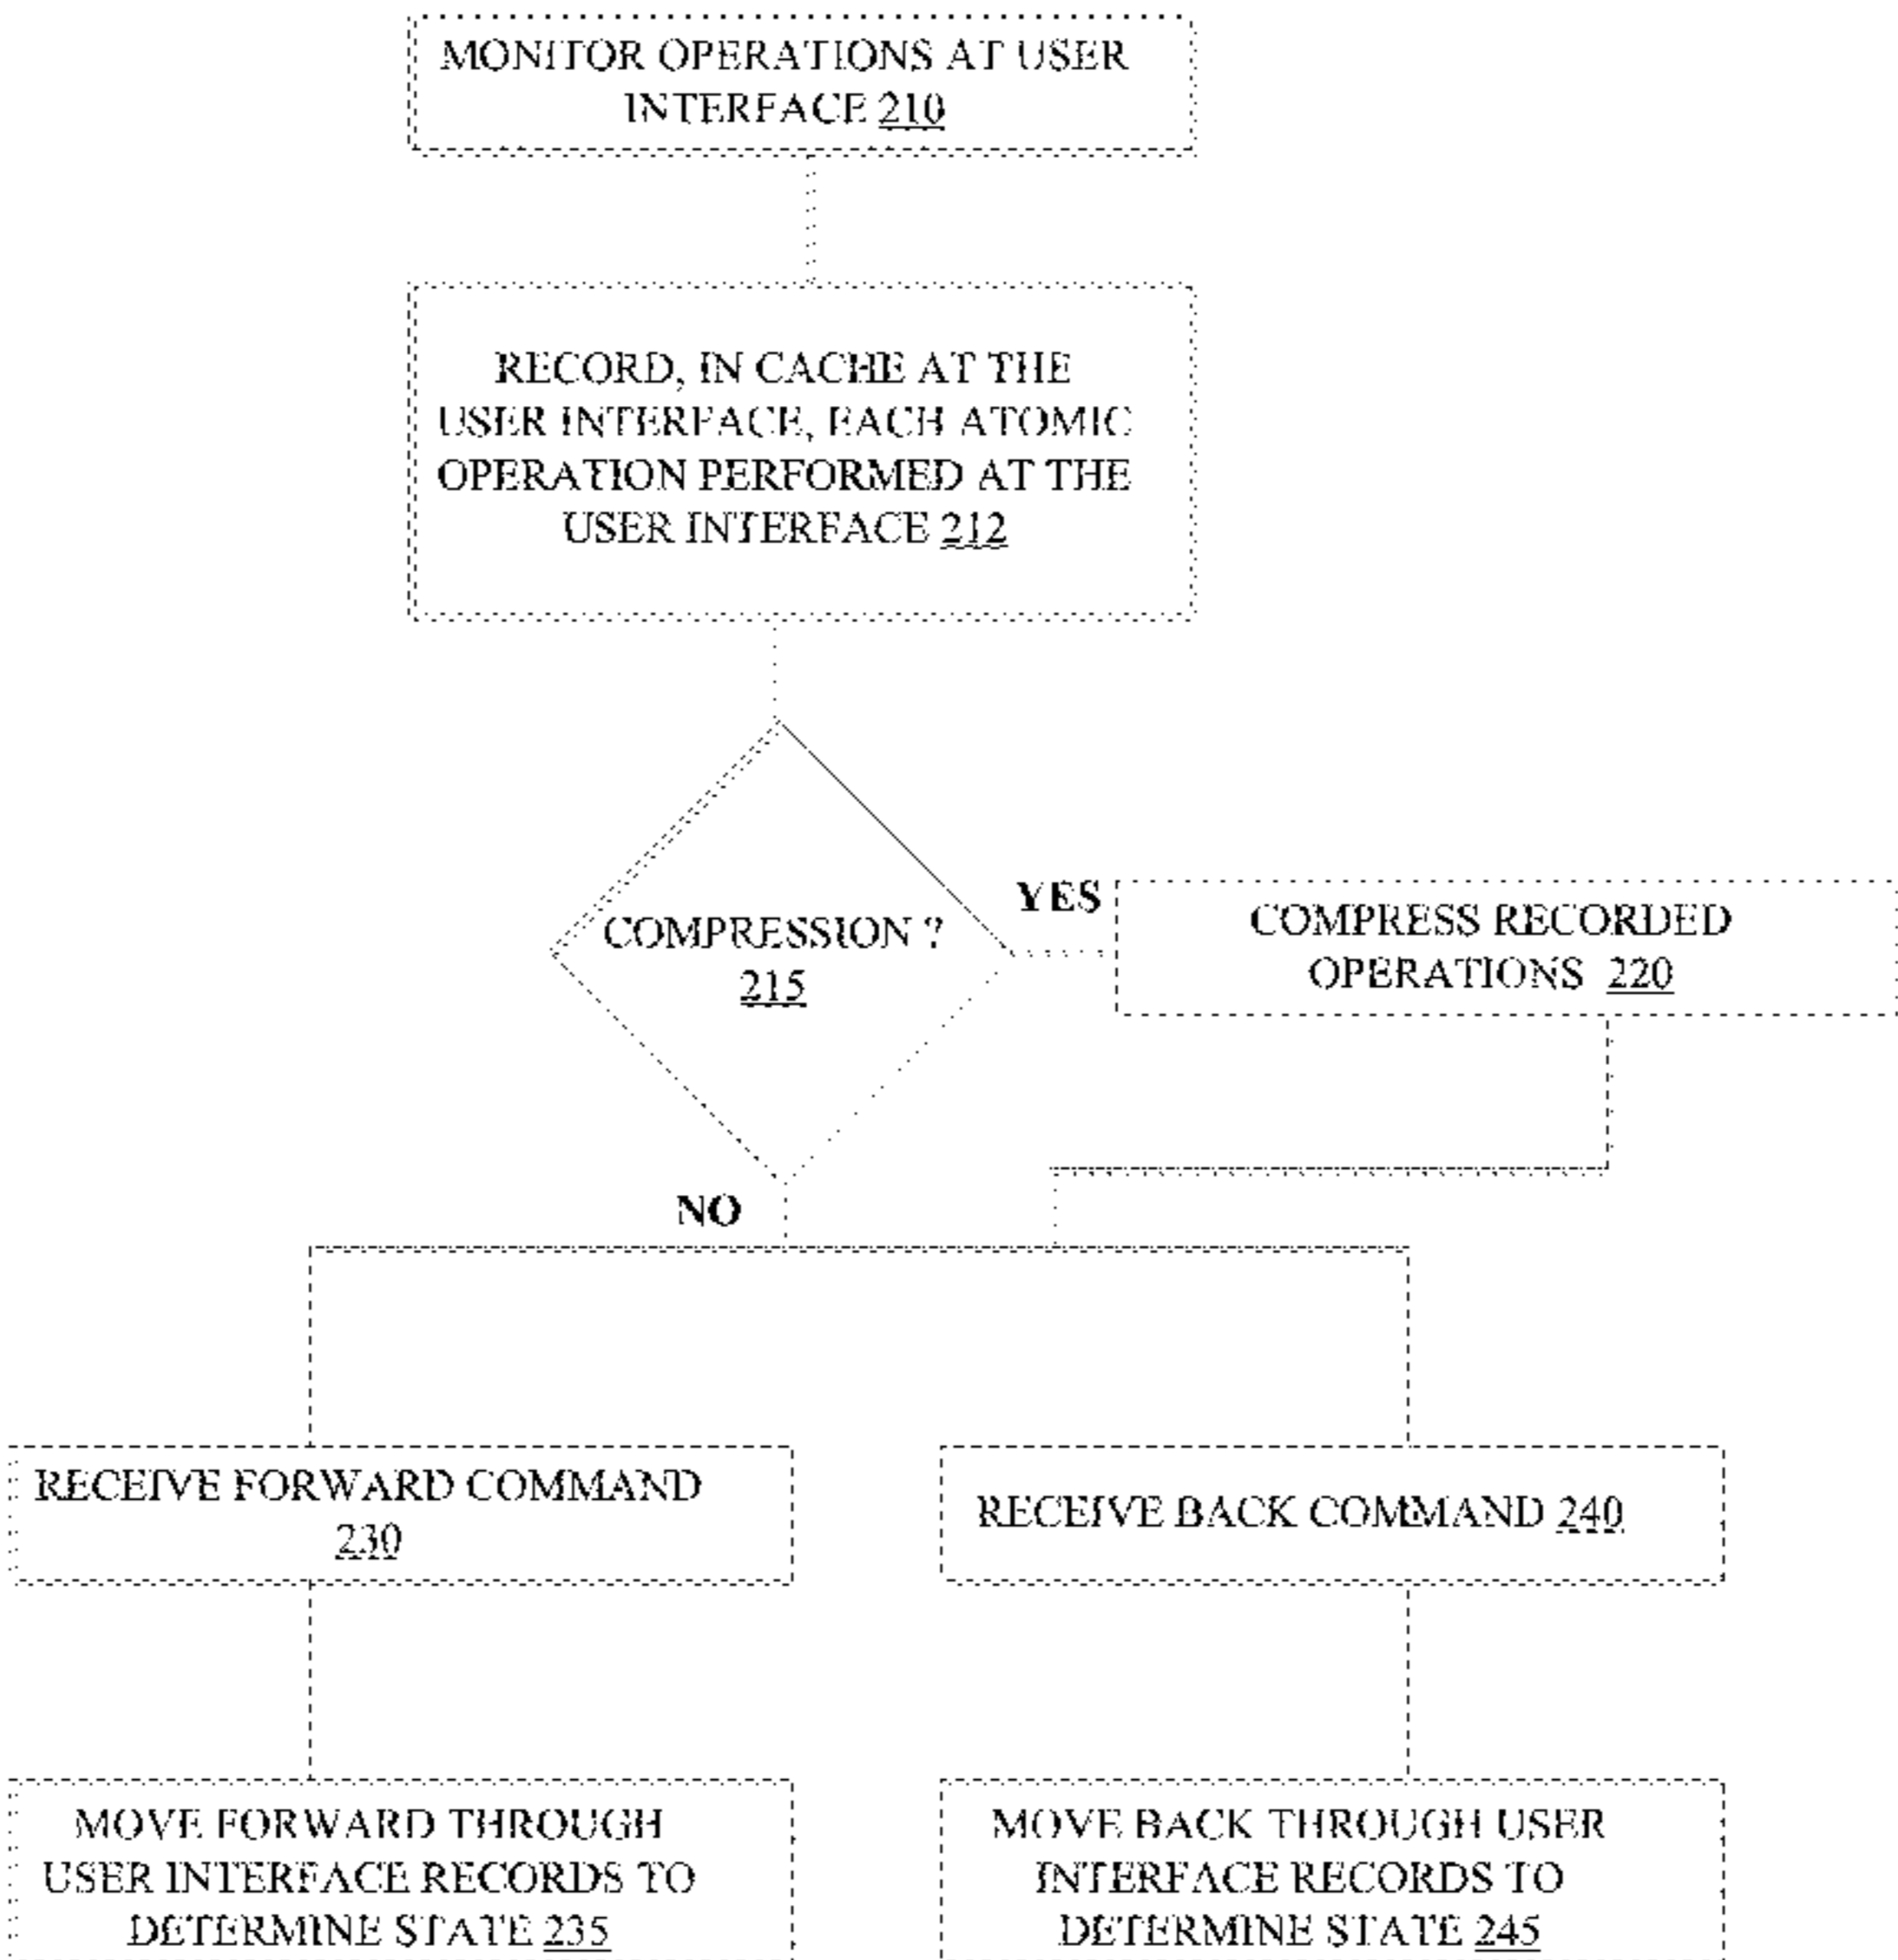 MONITOR OPERATIONS AT USER
INTERFACE 210
RECORD, IN CACHE AT THE
USER INTERFACE, EACH ATOMIC
OPERATION PERFORMED AT THE
USER INTERFACE 212
COMPRESSION ?
215
YES
COMPRESS RECORDED
OPERATIONS 220
NO
RECEIVE FORWARD COMMAND
230
RECEIVE BACK COMMAND 240
MOVE FORWARD THROUGH
USER INTERFACE RECORDS TO
DETERMINE STATE 235
MOVE BACK THROUGH USER
INTERFACE RECORDS TO
DETERMINE STATE 245